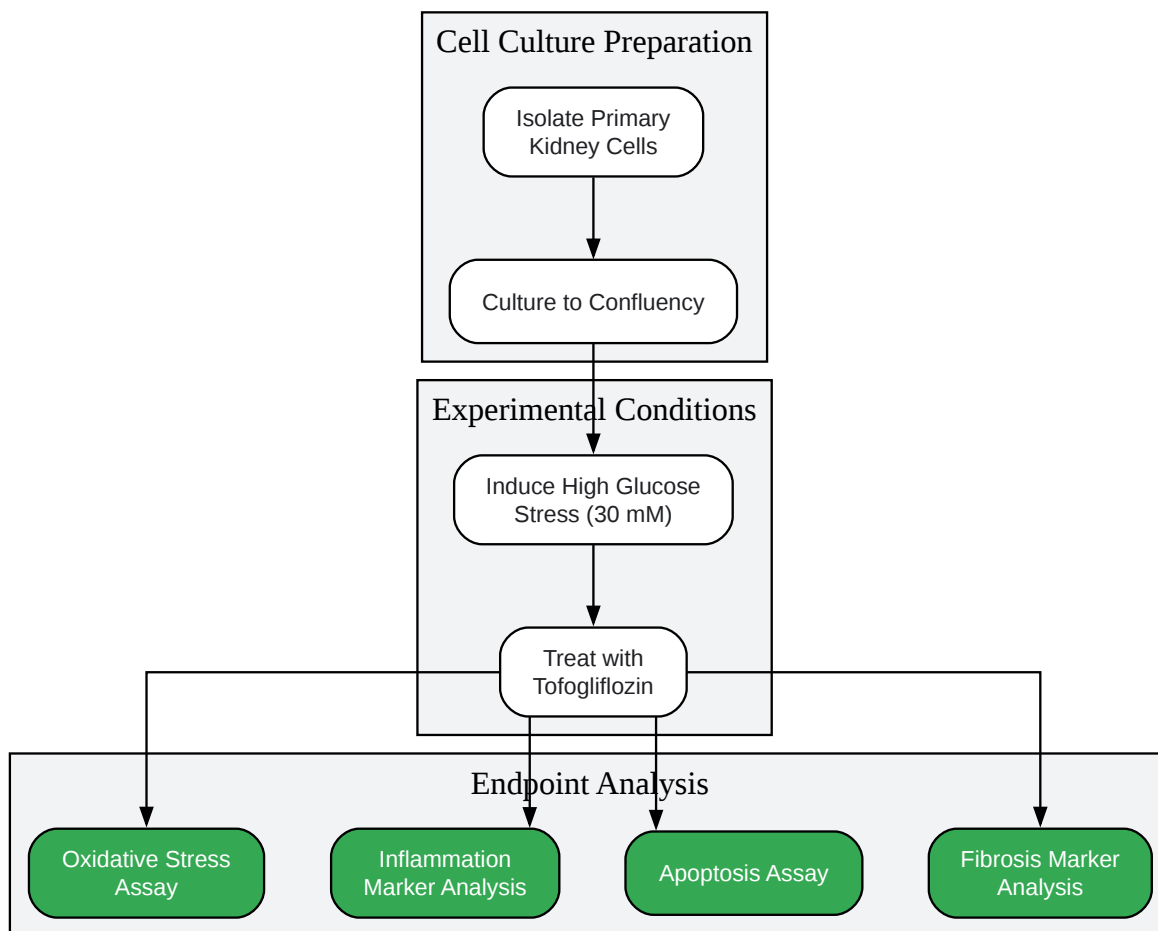 Cell Culture Preparation
Isolate Primary
Kidney Cells
Culture to Confluency
Experimental Conditions
Induce High Glucose
Stress (30 mM)
Treat with
Tofogliflozin
Endpoint Analysis
Oxidative Stress
Assay
Inflammation
Marker Analysis
Apoptosis Assay
Fibrosis Marker
Analysis